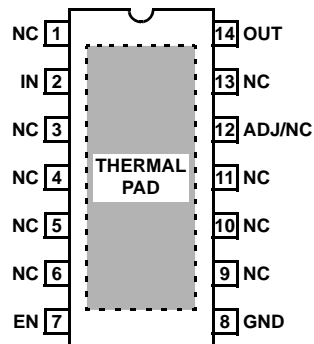 NC 1 14 OUT
IN 2 13 NC
NC 3 12 ADJ/NC
NC 4 THERMAL 11 NC
PAD
NC 5 10 NC
NC 6 9 NC
EN 7 8 GND